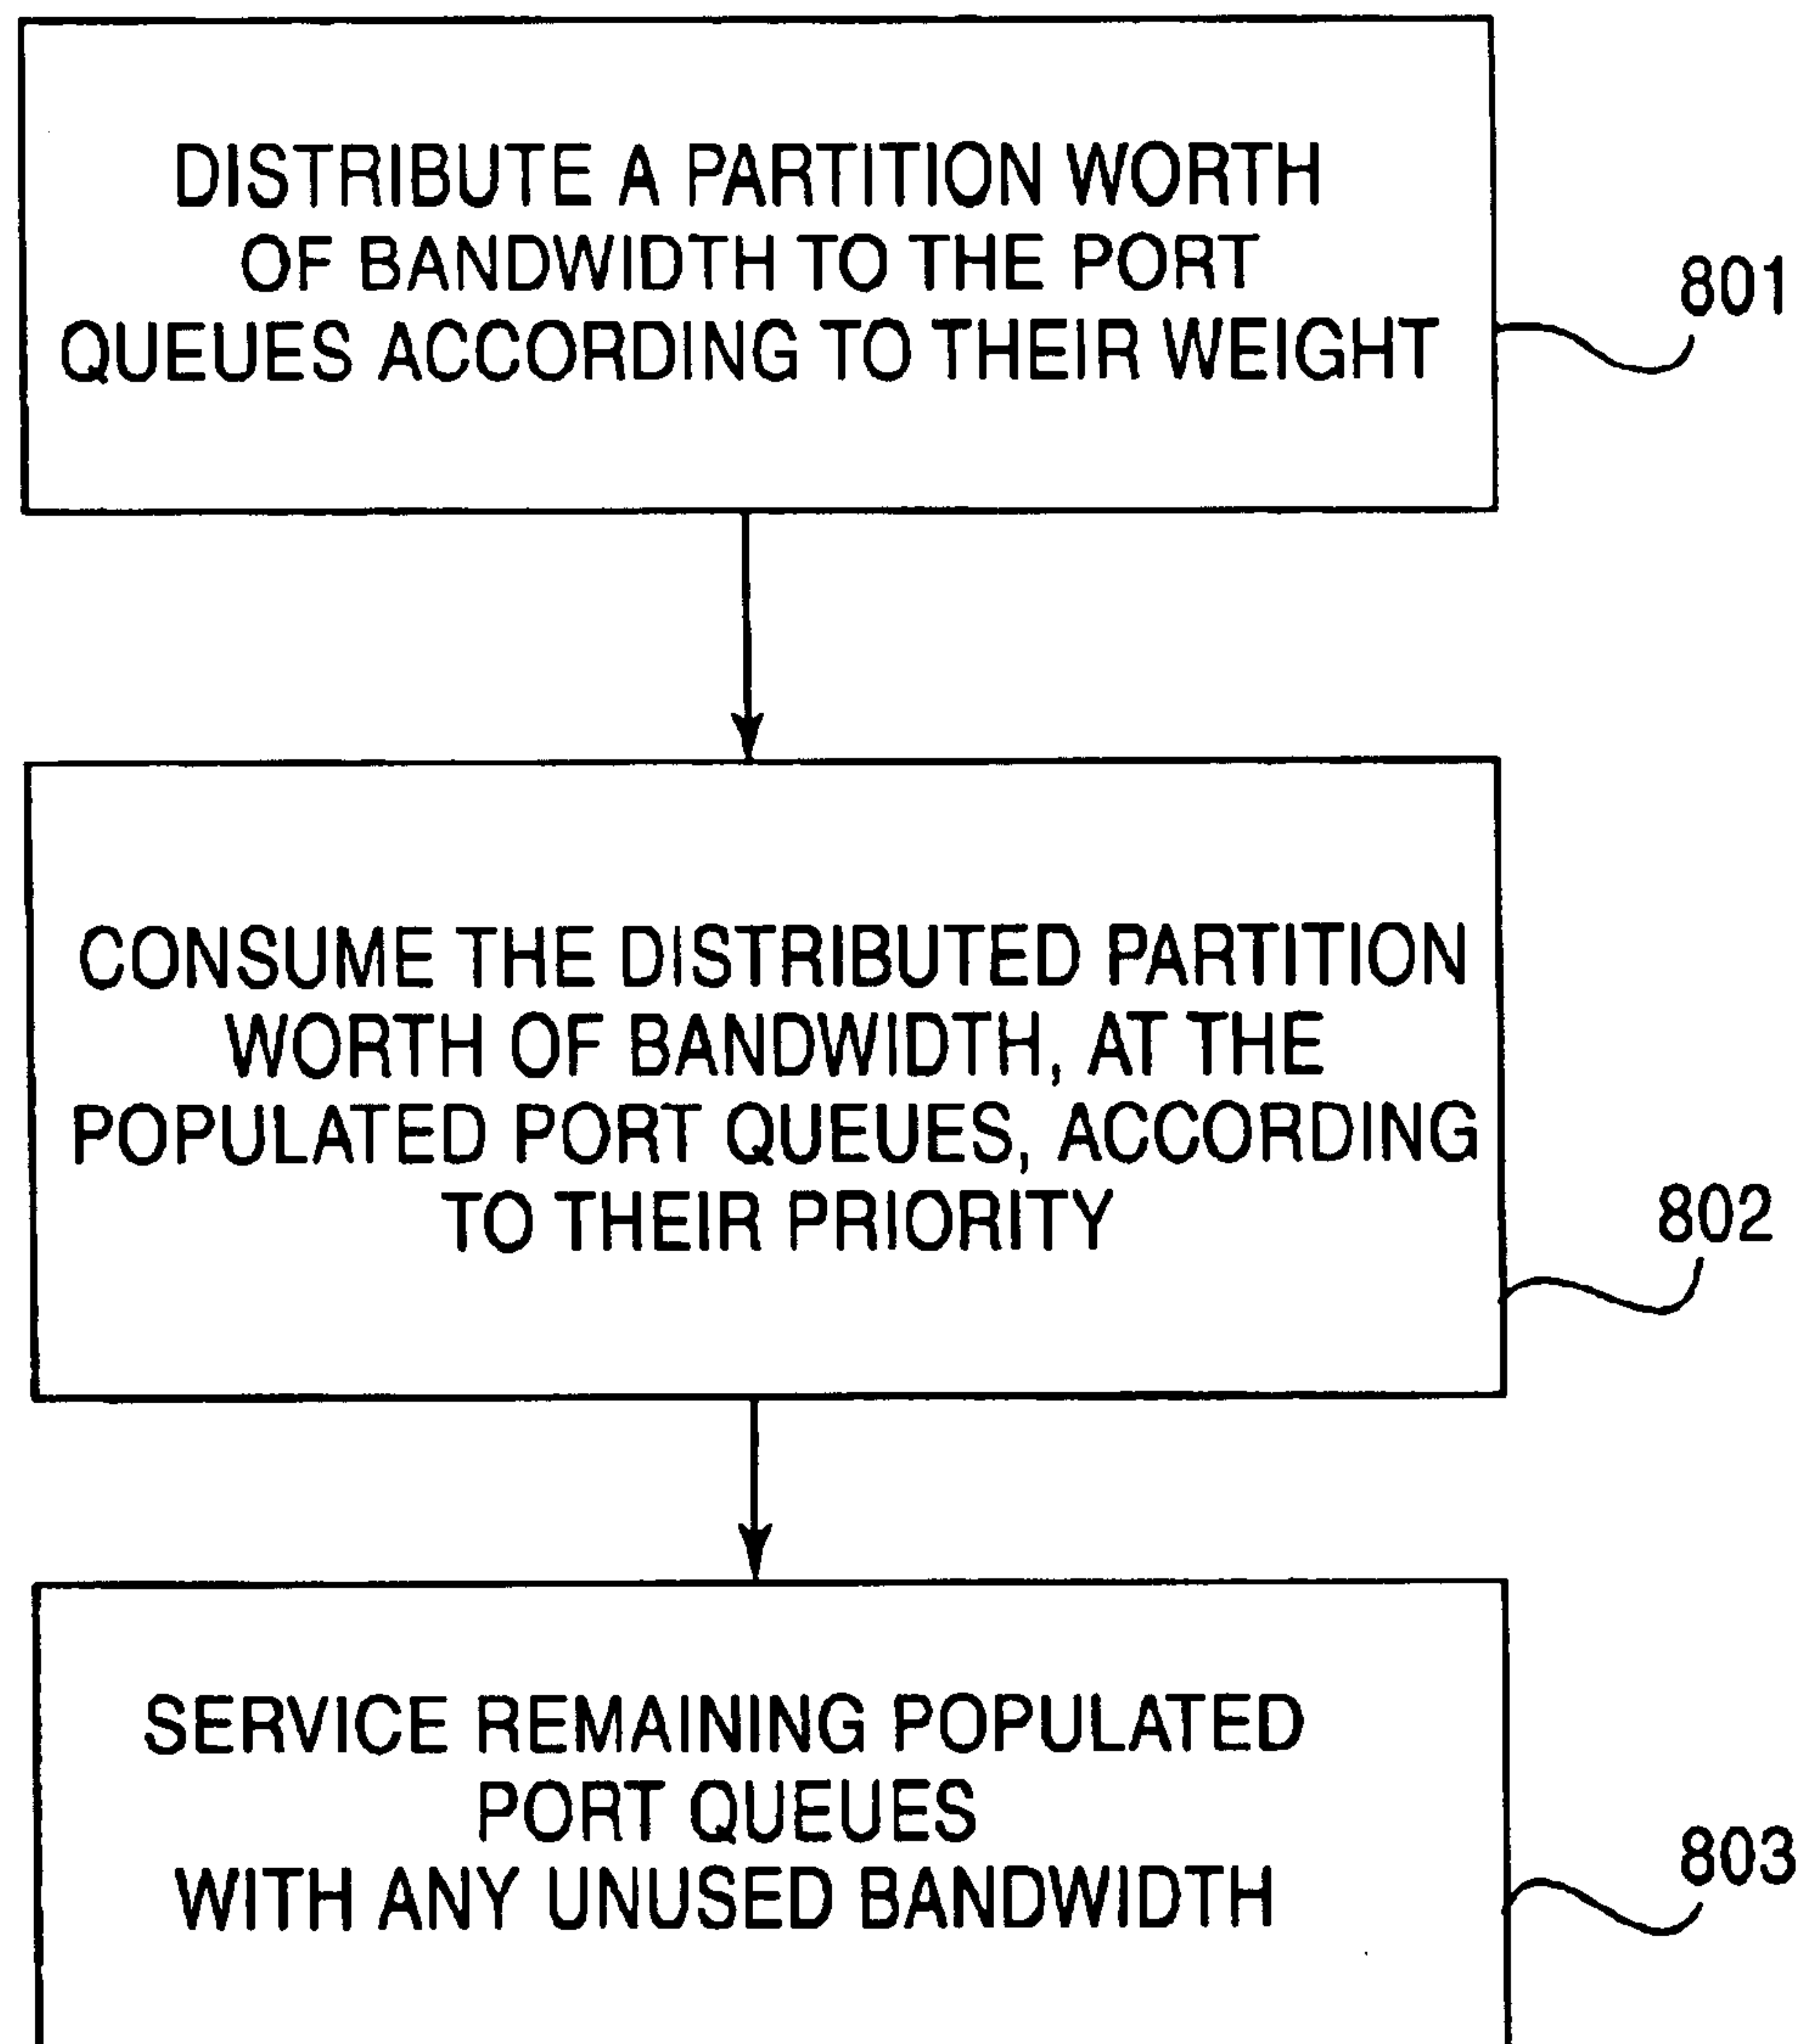 DISTRIBUTE A PARTITION WORTH
OF BANDWIDTH TO THE PORT
QUEUES ACCORDING TO THEIR WEIGHT
801
CONSUME THE DISTRIBUTED PARTITION
WORTH OF BANDWIDTH, AT THE
POPULATED PORT QUEUES, ACCORDING
TO THEIR PRIORITY
802
SERVICE REMAINING POPULATED
PORT QUEUES
WITH ANY UNUSED BANDWIDTH
803